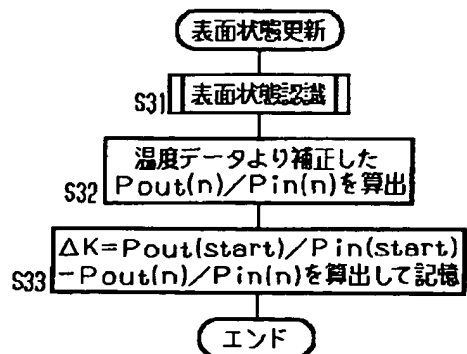 表面状態更新
S31
表面状態認識
S32
温度データより補正した
Pout(n)/Pin(n)を算出
S33
ΔK=Pout(start)/Pin(start)
-Pout(n)/Pin(n)を算出して記憶
エンド